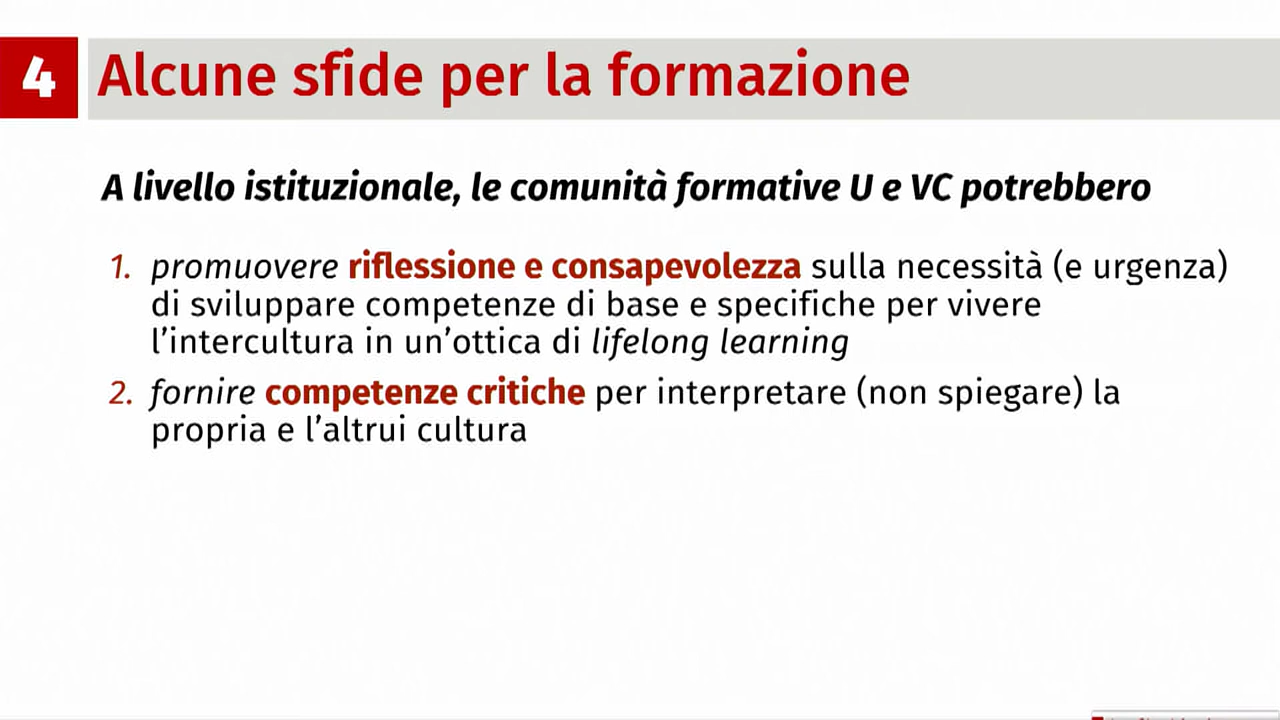 4
Alcune sfide per la formazione
A livello istituzionale, le comunità formative U e VC potrebbero
1. promuovere riflessione e consapevolezza sulla necessità (e urgenza)
di sviluppare competenze di base e specifiche per vivere
l’intercultura in un’ottica di lifelong learning
2. fornire competenze critiche per interpretare (non spiegare) la
propria e l’altrui cultura